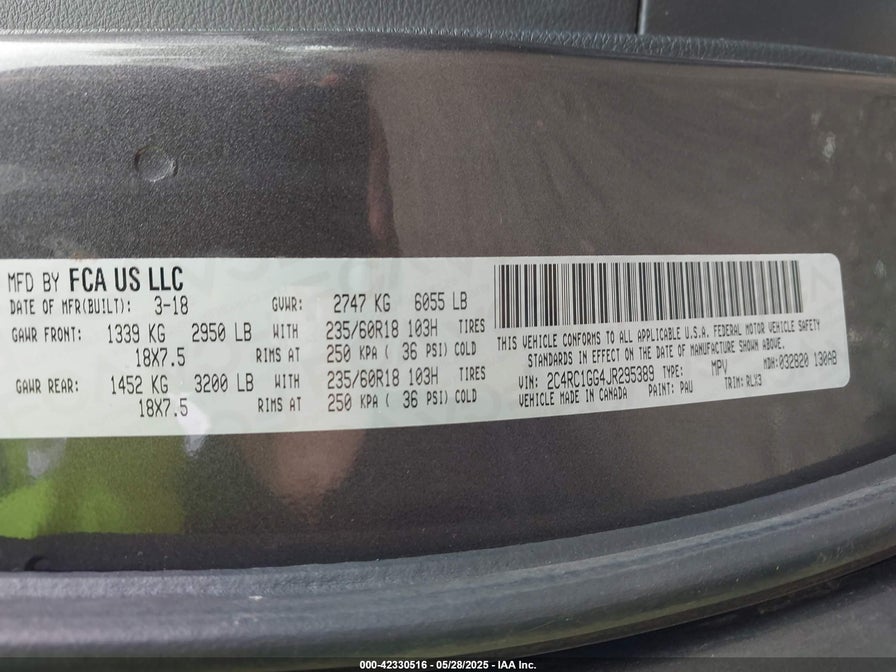 MFD BY FCA US LLC
DATE OF MFR(BUILT): 3-18 GVWR: 2747 KG 6055 LB
GAWR FRONT: 1339 KG 2950 LB WITH 235/60R18 103H TIRES
18X7.5 RIMS AT 250 KPA ( 36 PSI) COLD
GAWR REAR: 1452 KG 3200 LB WITH 235/60R18 103H TIRES
18X7.5 RIMS AT 250 KPA ( 36 PSI) COLD
THIS VEHICLE CONFORMS TO ALL APPLICABLE U.S.A. FEDERAL MOTOR VEHICLE SAFETY
STANDARDS IN EFFECT ON THE DATE OF MANUFACTURE SHOWN ABOVE.
VIN: 2C4RC1GG4JR295389 TYPE: MPV MDH:032820 130AB
VEHICLE MADE IN CANADA PAINT: PAU TRIM: RLX3
000-42330516 - 05/28/2025 - IAA Inc.